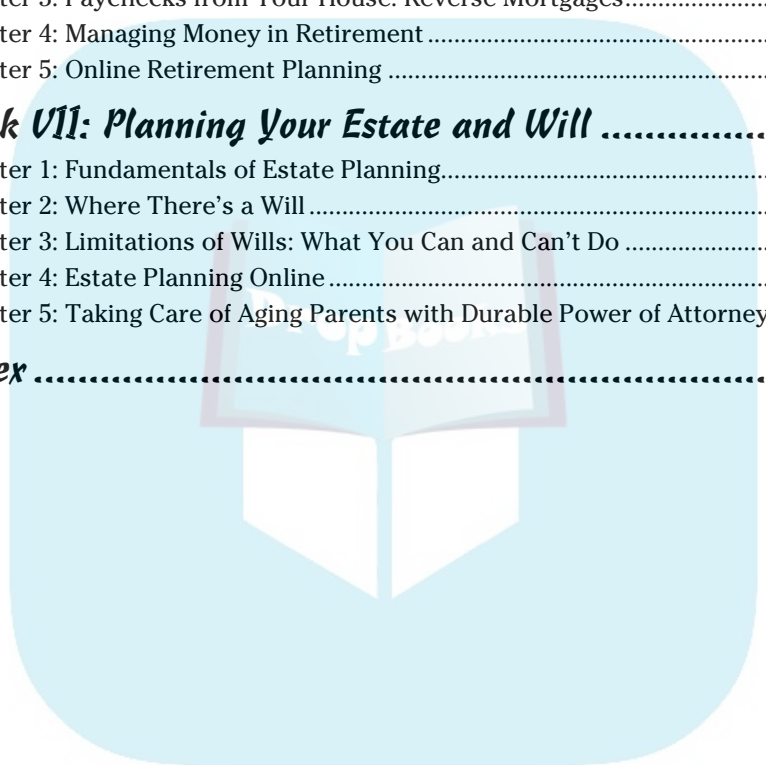 ter 3: Paychecks from Your House: Reverse Mortgages..............................
ter 4: Managing Money in Retirement..............................................................
ter 5: Online Retirement Planning .....................................................................
k VII: Planning Your Estate and Will ..................
ter 1: Fundamentals of Estate Planning............................................................
ter 2: Where There’s a Will ..................................................................................
ter 3: Limitations of Wills: What You Can and Can’t Do ..............................
ter 4: Estate Planning Online ...............................................................................
ter 5: Taking Care of Aging Parents with Durable Power of Attorney
ex ...........................................................................
Drop Books